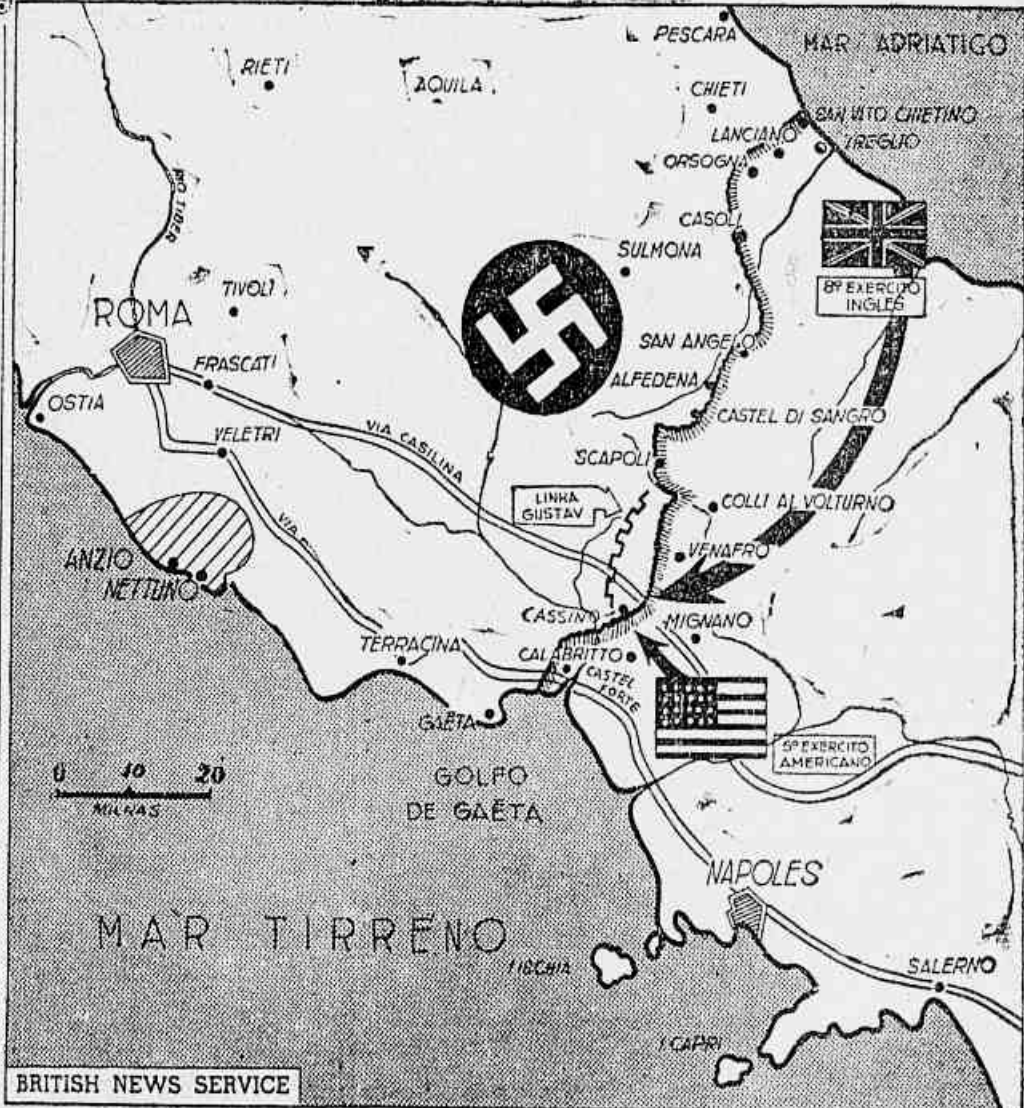 PESCARA
MAR ADRIATICO
RIETI
AQUILA
CHIETI
SAN VITO CHIETINO
LANCIANO
TREGLIO
ORSOGNA
RIO TIBER
CASOLI
SULMONA
8º EXERCITO
INGLES
TIVOLI
ROMA
SAN ANGELO
FRASCATI
ALFEDENA
OSTIA
CASTEL DI SANGRO
VIA CASILINA
VELETRI
SCAPOLI
LINHA
GUSTAV
COLLI AL VOLTURNO
VIA
VENAFRO
ANZIO
NETTUNO
CASSINO
MIGNANO
TERRACINA
CALABRITTO
CASTEL
FORTE
GAËTA
5º EXERCITO
AMERICANO
0 10 20
MILHAS
GOLFO
DE GAËTA
NAPOLES
MAR TIRRENO
I ISCHIA
SALERNO
I CAPRI
BRITISH NEWS SERVICE